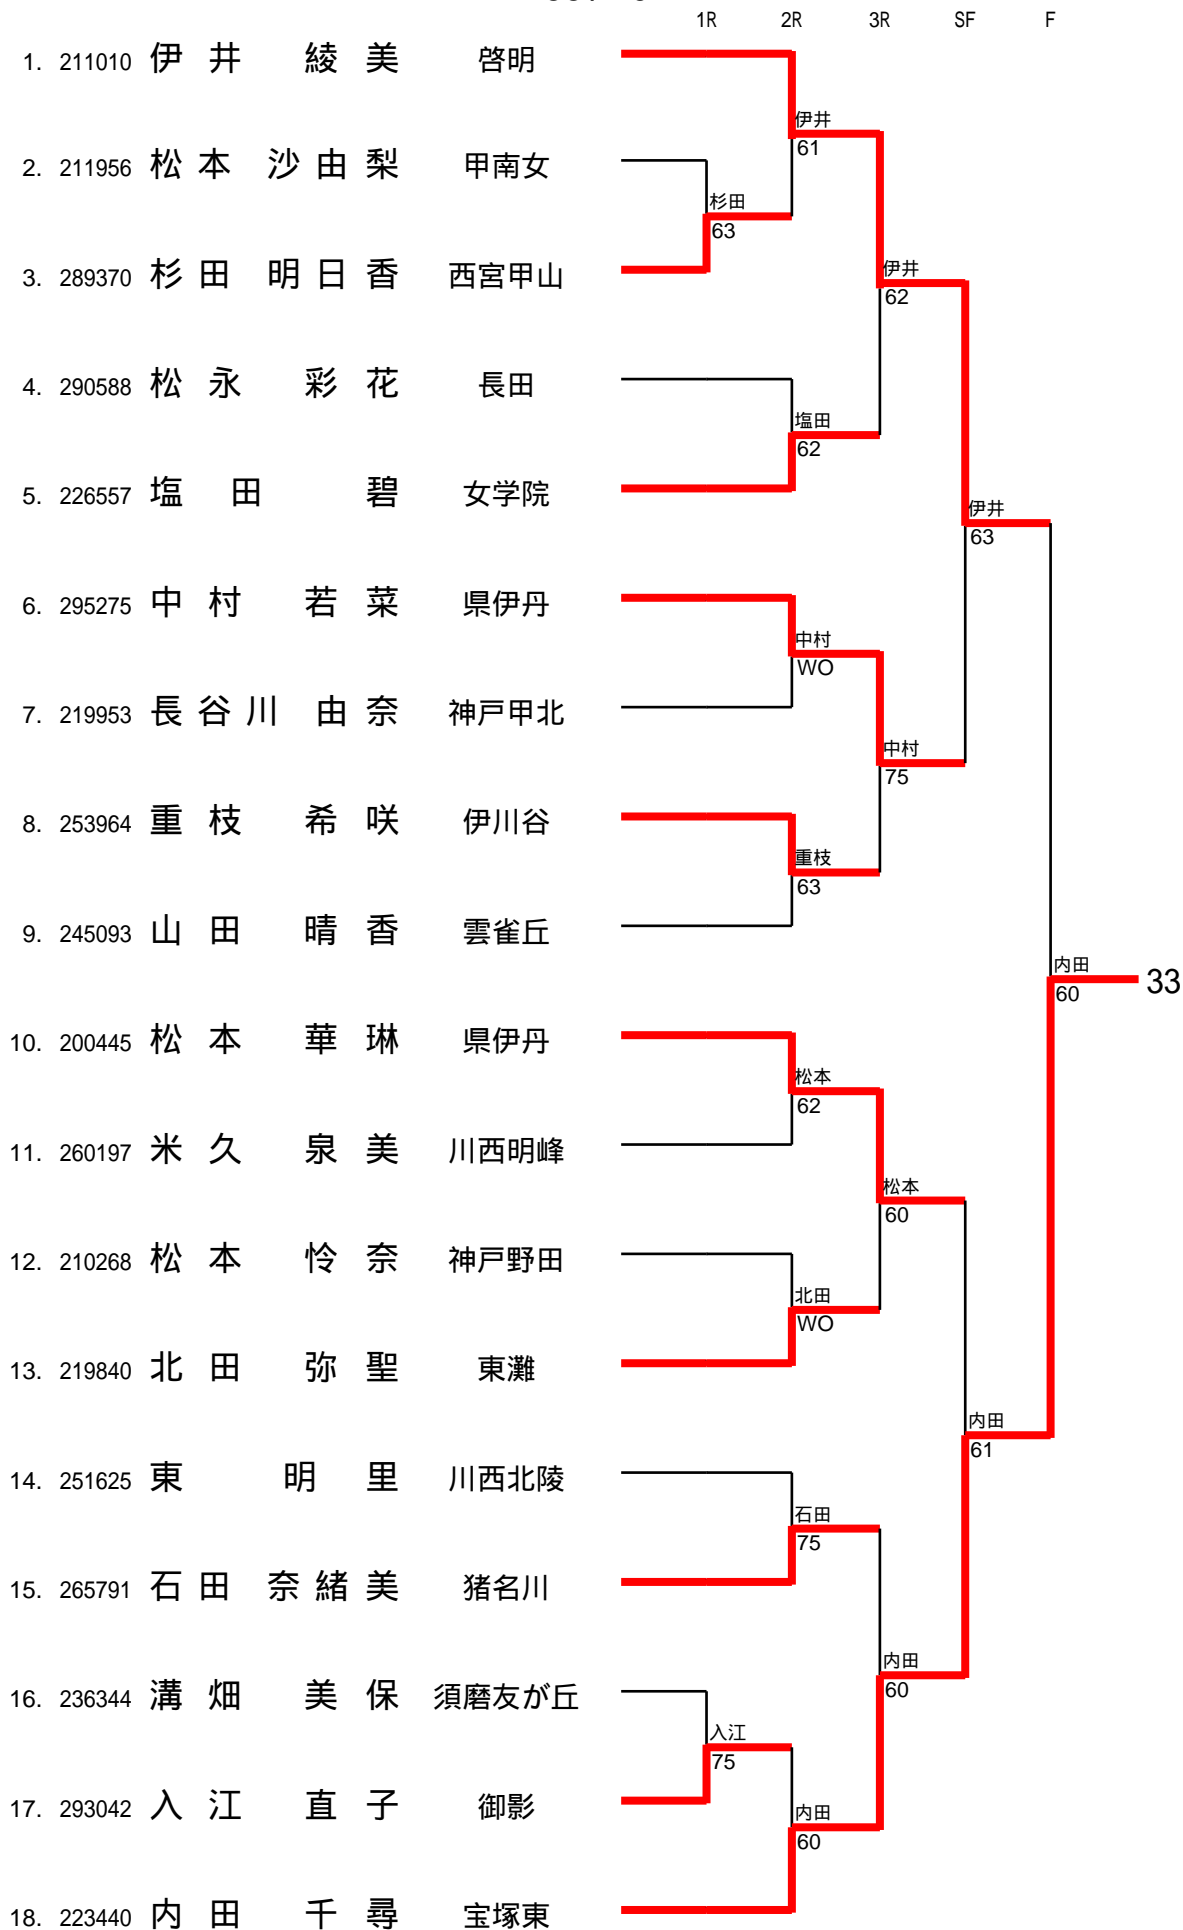 1R 2R 3R SF F
1. 211010 伊井 綾美 啓明
伊井
61
2. 211956 松本 沙由梨 甲南女
杉田
63
3. 289370 杉田 明日香 西宮甲山
伊井
62
4. 290588 松永 彩花 長田
塩田
62
5. 226557 塩田 碧 女学院
伊井
63
6. 295275 中村 若菜 県伊丹
中村
WO
7. 219953 長谷川 由奈 神戸甲北
中村
75
8. 253964 重枝 希咲 伊川谷
重枝
63
9. 245093 山田 晴香 雲雀丘
内田
60
33
10. 200445 松本 華琳 県伊丹
松本
62
11. 260197 米久 泉美 川西明峰
松本
60
12. 210268 松本 怜奈 神戸野田
北田
WO
13. 219840 北田 弥聖 東灘
内田
61
14. 251625 東 明里 川西北陵
石田
75
15. 265791 石田 奈緒美 猪名川
内田
60
16. 236344 溝畑 美保 須磨友が丘
入江
75
17. 293042 入江 直子 御影
内田
60
18. 223440 内田 千尋 宝塚東